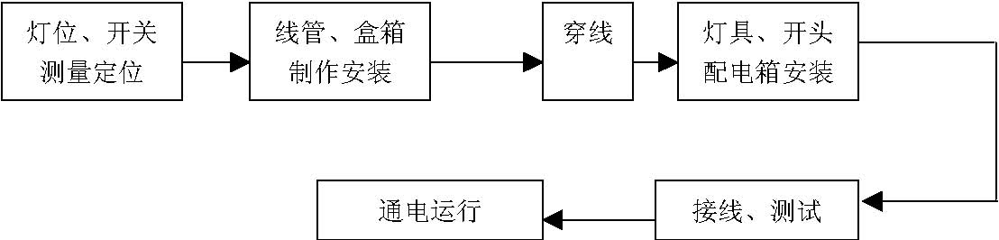 灯位、开关
测量定位
线管、盒箱
制作安装
穿线
灯具、开头
配电箱安装
接线、测试
通电运行